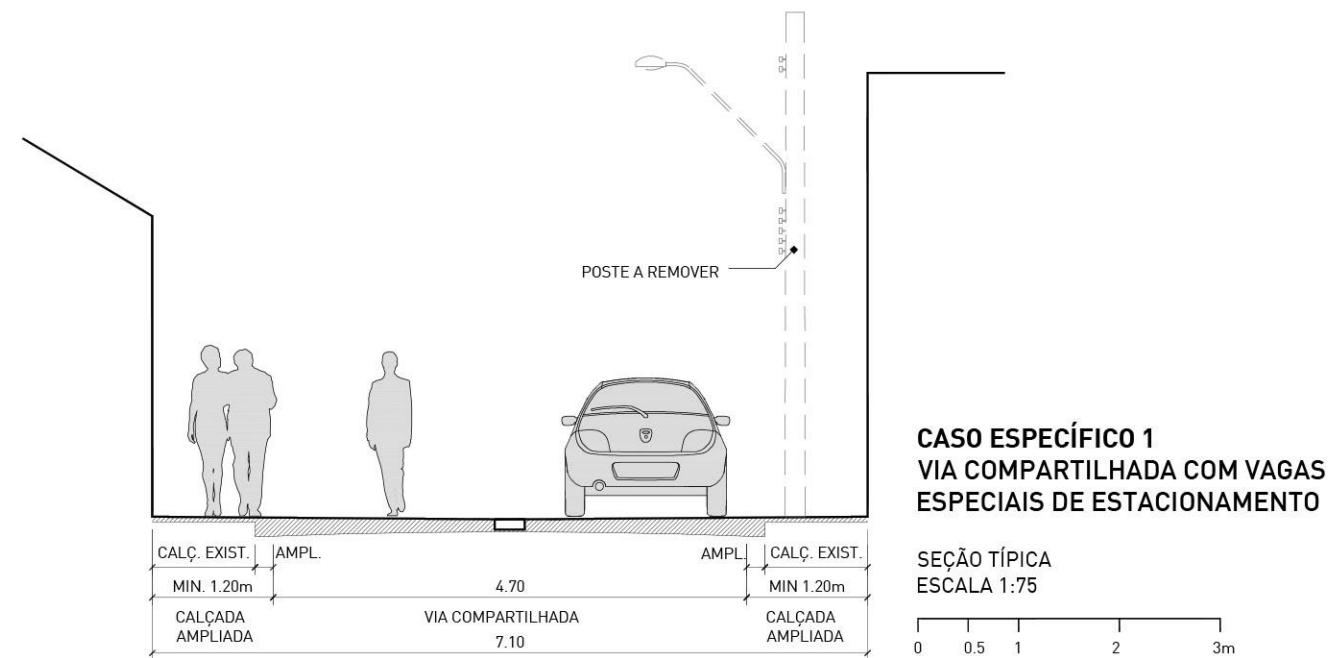 POSTE A REMOVER
CASO ESPECÍFICO 1
VIA COMPARTILHADA COM VAGAS
ESPECIAIS DE ESTACIONAMENTO
SEÇÃO TÍPICA
ESCALA 1:75
0 0.5 1 2 3m
CALÇ. EXIST. AMPL. AMPL. CALÇ. EXIST.
MIN. 1.20m 4.70 MIN 1.20m
CALÇADA
AMPLIADA
VIA COMPARTILHADA
7.10
CALÇADA
AMPLIADA